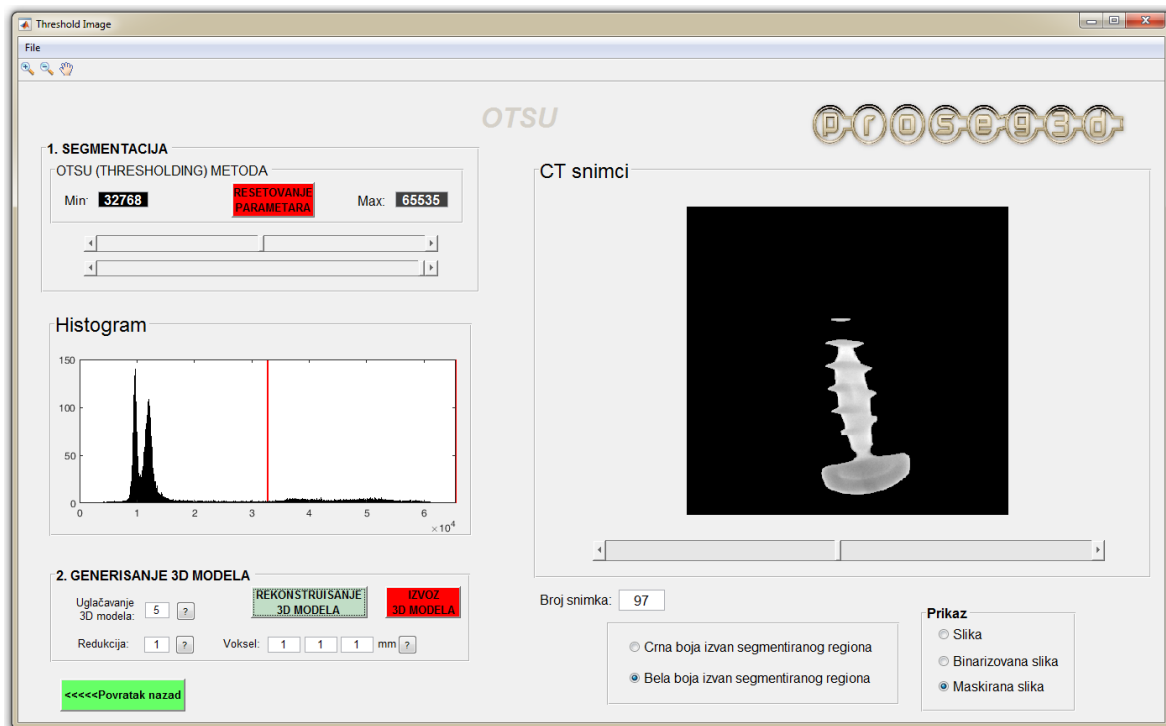 Threshold Image
File
OTSU
proseg3d
1. SEGMENTACIJA
OTSU (THRESHOLDING) METODA
Min: 32768
RESETOVANJE
PARAMETARA
Max: 65535
Histogram
150
100
50
0
0 1 2 3 4 5 6
× 10^4
2. GENERISANJE 3D MODELA
Uglačavanje
3D modela: 5 ?
REKONSTRUISANJE
3D MODELA
IZVOZ
3D MODELA
Redukcija: 1 ? Voksel: 1 1 1 mm ?
<<<<<Povratak nazad
CT snimci
Broj snimka: 97
Crna boja izvan segmentiranog regiona
Bela boja izvan segmentiranog regiona
Prikaz
Slika
Binarizovana slika
Maskirana slika